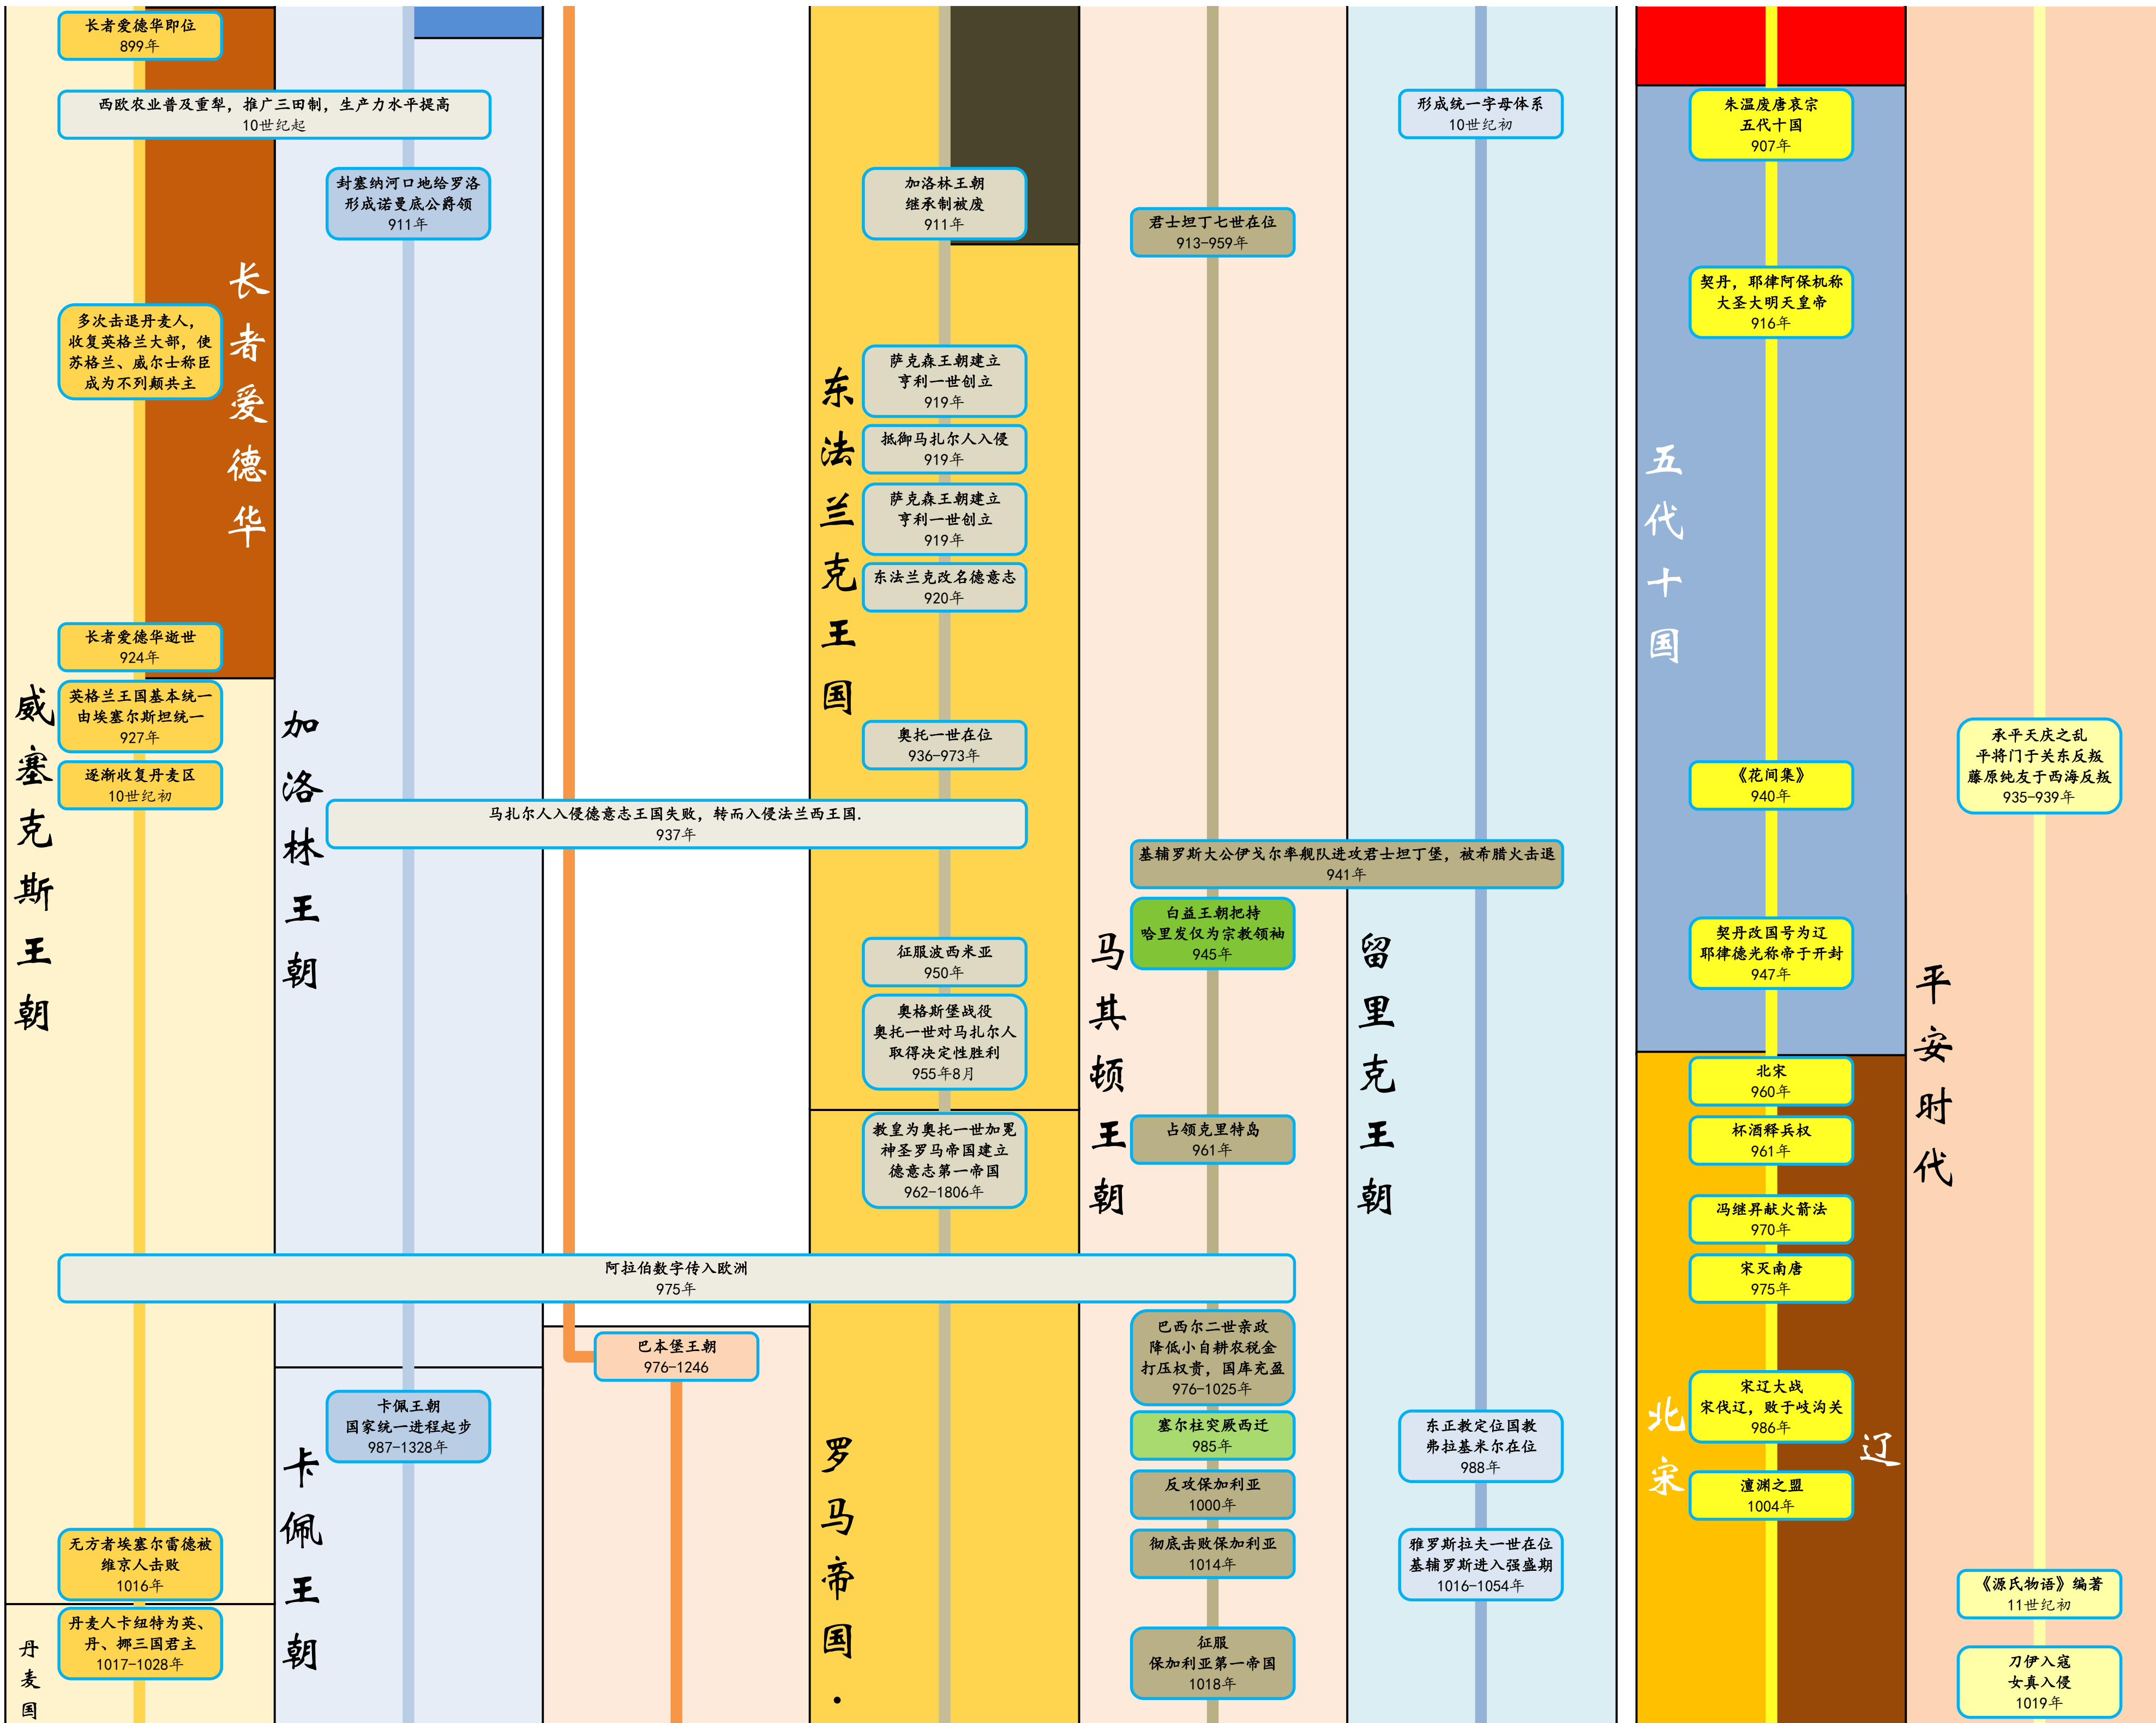 长者爱德华即位
899年
西欧农业普及重犁，推广三田制，生产力水平提高
10世纪起
长者爱德华
多次击退丹麦人，
收复英格兰大部，使
苏格兰、威尔士称臣
成为不列颠共主
长者爱德华逝世
924年
威塞克斯王朝
英格兰王国基本统一
由埃塞尔斯坦统一
927年
逐渐收复丹麦区
10世纪初
无方者埃塞尔雷德被
维京人击败
1016年
丹麦国
丹麦人卡纽特为英、
丹、挪三国君主
1017-1028年
封塞纳河口地给罗洛
形成诺曼底公爵领
911年
加洛林王朝
马扎尔人入侵德意志王国失败，转而入侵法兰西王国.
937年
阿拉伯数字传入欧洲
975年
卡佩王朝
卡佩王朝
国家统一进程起步
987-1328年
巴本堡王朝
976-1246
加洛林王朝
继承制被废
911年
东法兰克王国
萨克森王朝建立
亨利一世创立
919年
抵御马扎尔人入侵
919年
萨克森王朝建立
亨利一世创立
919年
东法兰克改名德意志
920年
奥托一世在位
936-973年
征服波西米亚
950年
奥格斯堡战役
奥托一世对马扎尔人
取得决定性胜利
955年8月
教皇为奥托一世加冕
神圣罗马帝国建立
德意志第一帝国
962-1806年
罗马帝国·
君士坦丁七世在位
913-959年
基辅罗斯大公伊戈尔率舰队进攻君士坦丁堡，被希腊火击退
941年
白益王朝把持
哈里发仅为宗教领袖
945年
马其顿王朝
占领克里特岛
961年
巴西尔二世亲政
降低小自耕农税金
打压权贵，国库充盈
976-1025年
塞尔柱突厥西迁
985年
反攻保加利亚
1000年
彻底击败保加利亚
1014年
征服
保加利亚第一帝国
1018年
形成统一字母体系
10世纪初
留里克王朝
东正教定位国教
弗拉基米尔在位
988年
雅罗斯拉夫一世在位
基辅罗斯进入强盛期
1016-1054年
朱温废唐哀宗
五代十国
907年
契丹，耶律阿保机称
大圣大明天皇帝
916年
五代十国
《花间集》
940年
契丹改国号为辽
耶律德光称帝于开封
947年
北宋
960年
杯酒释兵权
961年
冯继昇献火箭法
970年
宋灭南唐
975年
宋辽大战
宋伐辽，败于岐沟关
986年
北宋
辽
澶渊之盟
1004年
承平天庆之乱
平将门于关东反叛
藤原纯友于西海反叛
935-939年
平安时代
《源氏物语》编著
11世纪初
刀伊入寇
女真入侵
1019年